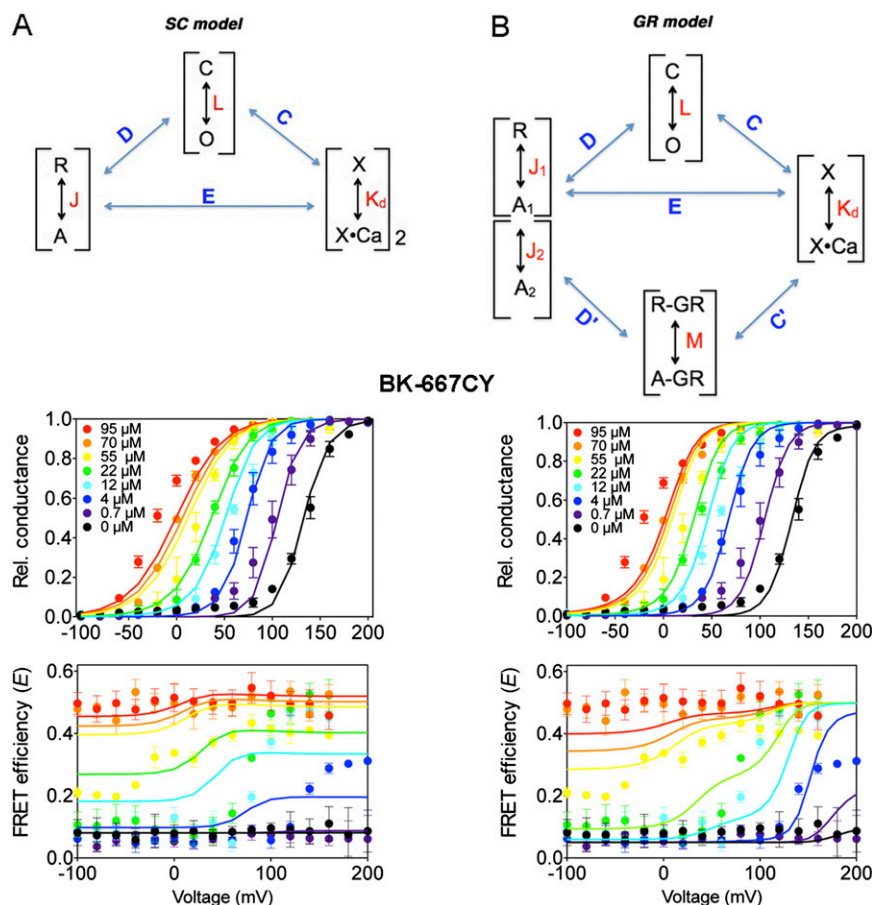 A
SC model
C
L
O
D
C
R
J
A
E
X
Kd
X•Ca
2
B
GR model
C
L
O
D
C
R
J1
A1
E
X
Kd
X•Ca
J2
A2
D'
C'
R-GR
M
A-GR
BK-667CY
Rel. conductance
1.0
0.8
0.6
0.4
0.2
0.0
95 µM
70 µM
55 µM
22 µM
12 µM
4 µM
0.7 µM
0 µM
-100 -50 0 50 100 150 200
Rel. conductance
1.0
0.8
0.6
0.4
0.2
0.0
95 µM
70 µM
55 µM
22 µM
12 µM
4 µM
0.7 µM
0 µM
-100 -50 0 50 100 150 200
FRET efficiency (E)
0.6
0.4
0.2
0.0
-100 0 100 200
Voltage (mV)
FRET efficiency (E)
0.6
0.4
0.2
0.0
-100 0 100 200
Voltage (mV)